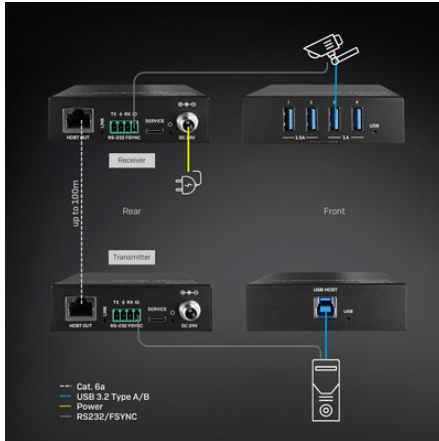 HDBT OUT
LINK
TX RX
RS-232 FSYNC
SERVICE
DC 24V
1 2 3 4
1.5A 1A
USB
Receiver
up to 100m
Rear
Front
Transmitter
HDBT OUT
LINK
TX RX IO
RS-232 FSYNC
SERVICE
DC 24V
USB HOST
USB
Cat. 6a
USB 3.2 Type A/B
Power
RS232/FSYNC